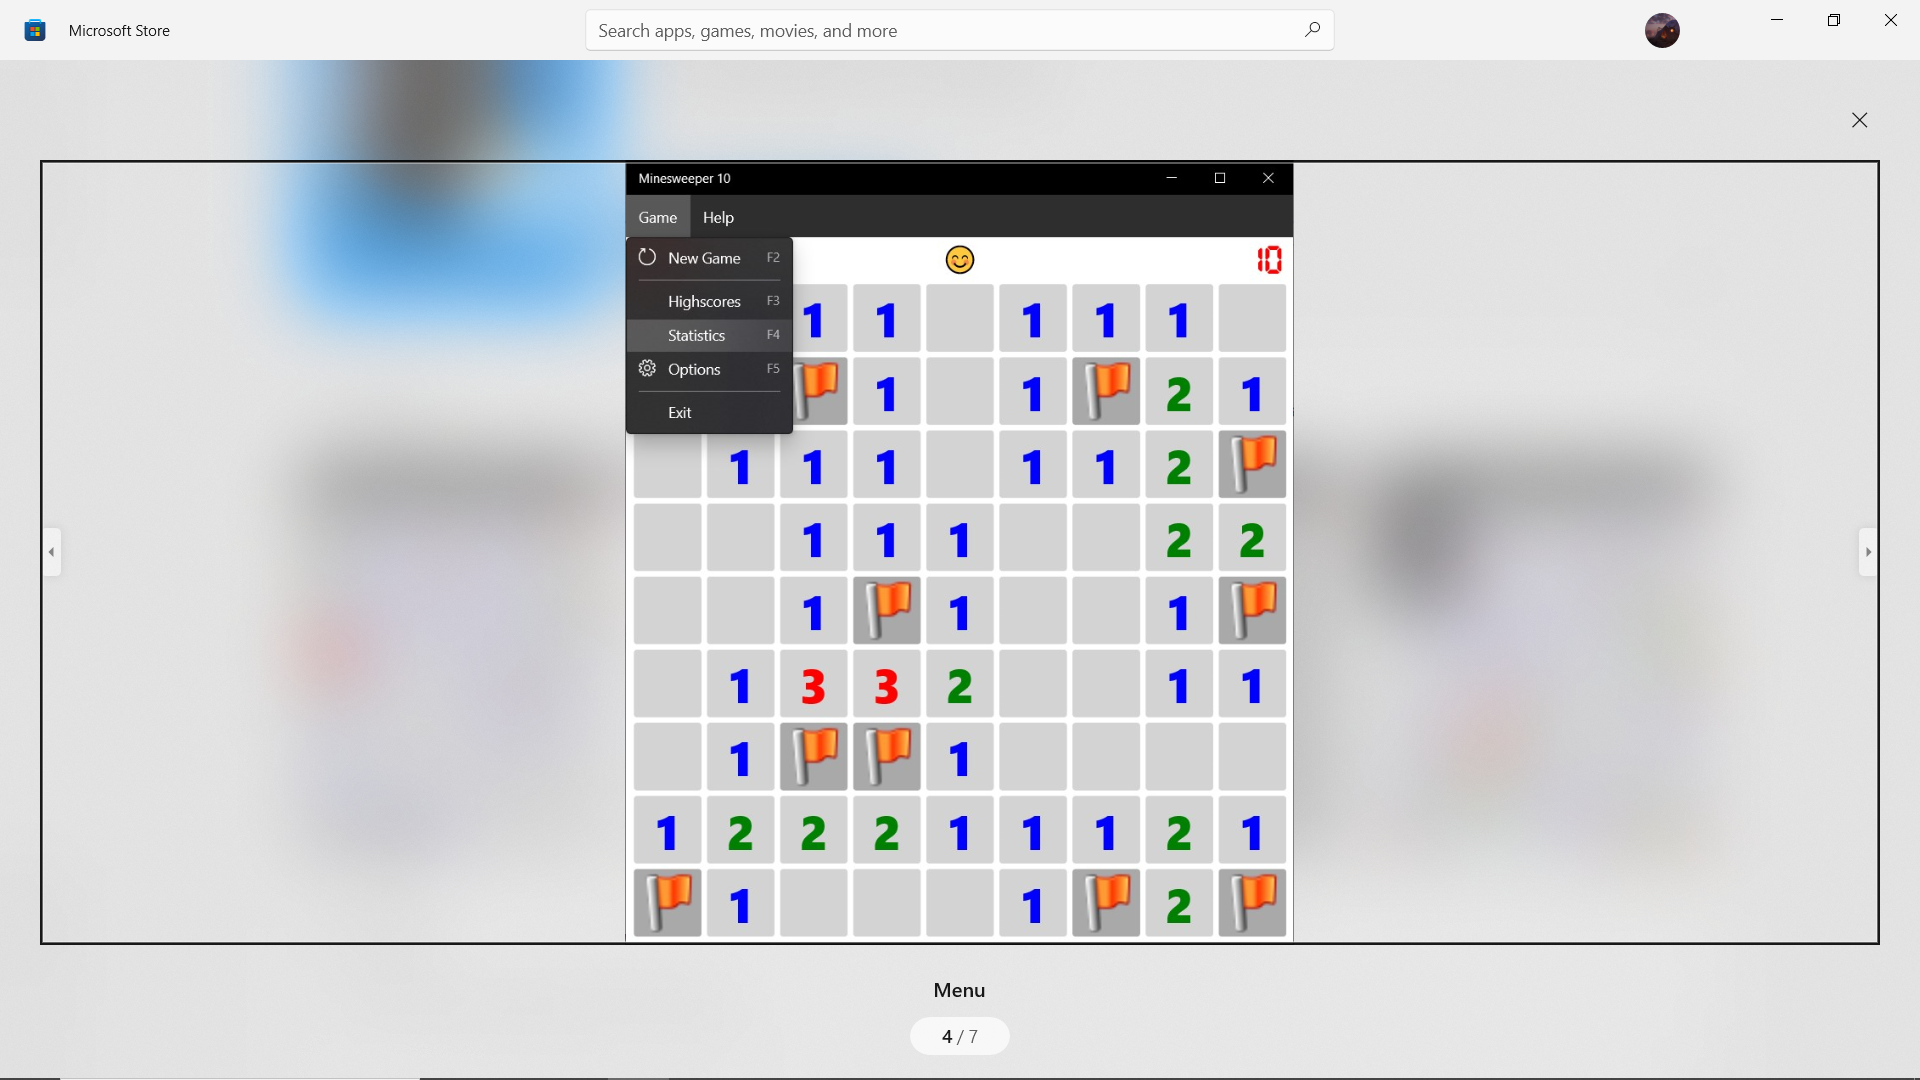 Microsoft Store
Search apps, games, movies, and more
Minesweeper 10
Game Help
New Game F2
Highscores F3
Statistics F4
Options F5
Exit
10
1 1 1 1 1
1 1 2 1
1 1 1 1 1 2
1 1 1 2 2
1 1 1
1 3 3 2 1 1
1 1
1 2 2 2 1 1 1 2 1
1 1 2
Menu
4 / 7